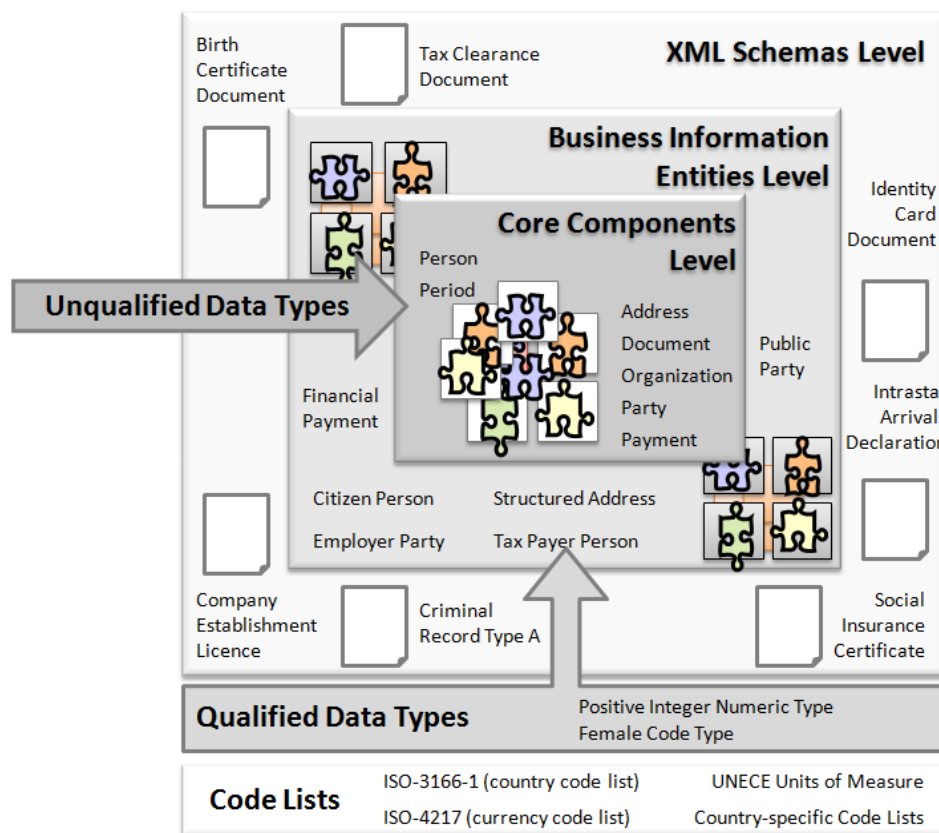 Birth
Certificate
Document
Tax Clearance
Document
XML Schemas Level
Business Information
Entities Level
Identity
Card
Document
Core Components
Level
Person
Period
Unqualified Data Types
Address
Document
Organization
Party
Payment
Public
Party
Financial
Payment
Intrasta
Arrival
Declaration
Citizen Person
Structured Address
Employer Party
Tax Payer Person
Company
Establishment
Licence
Criminal
Record Type A
Social
Insurance
Certificate
Qualified Data Types
Positive Integer Numeric Type
Female Code Type
Code Lists
ISO-3166-1 (country code list)
UNECE Units of Measure
ISO-4217 (currency code list)
Country-specific Code Lists